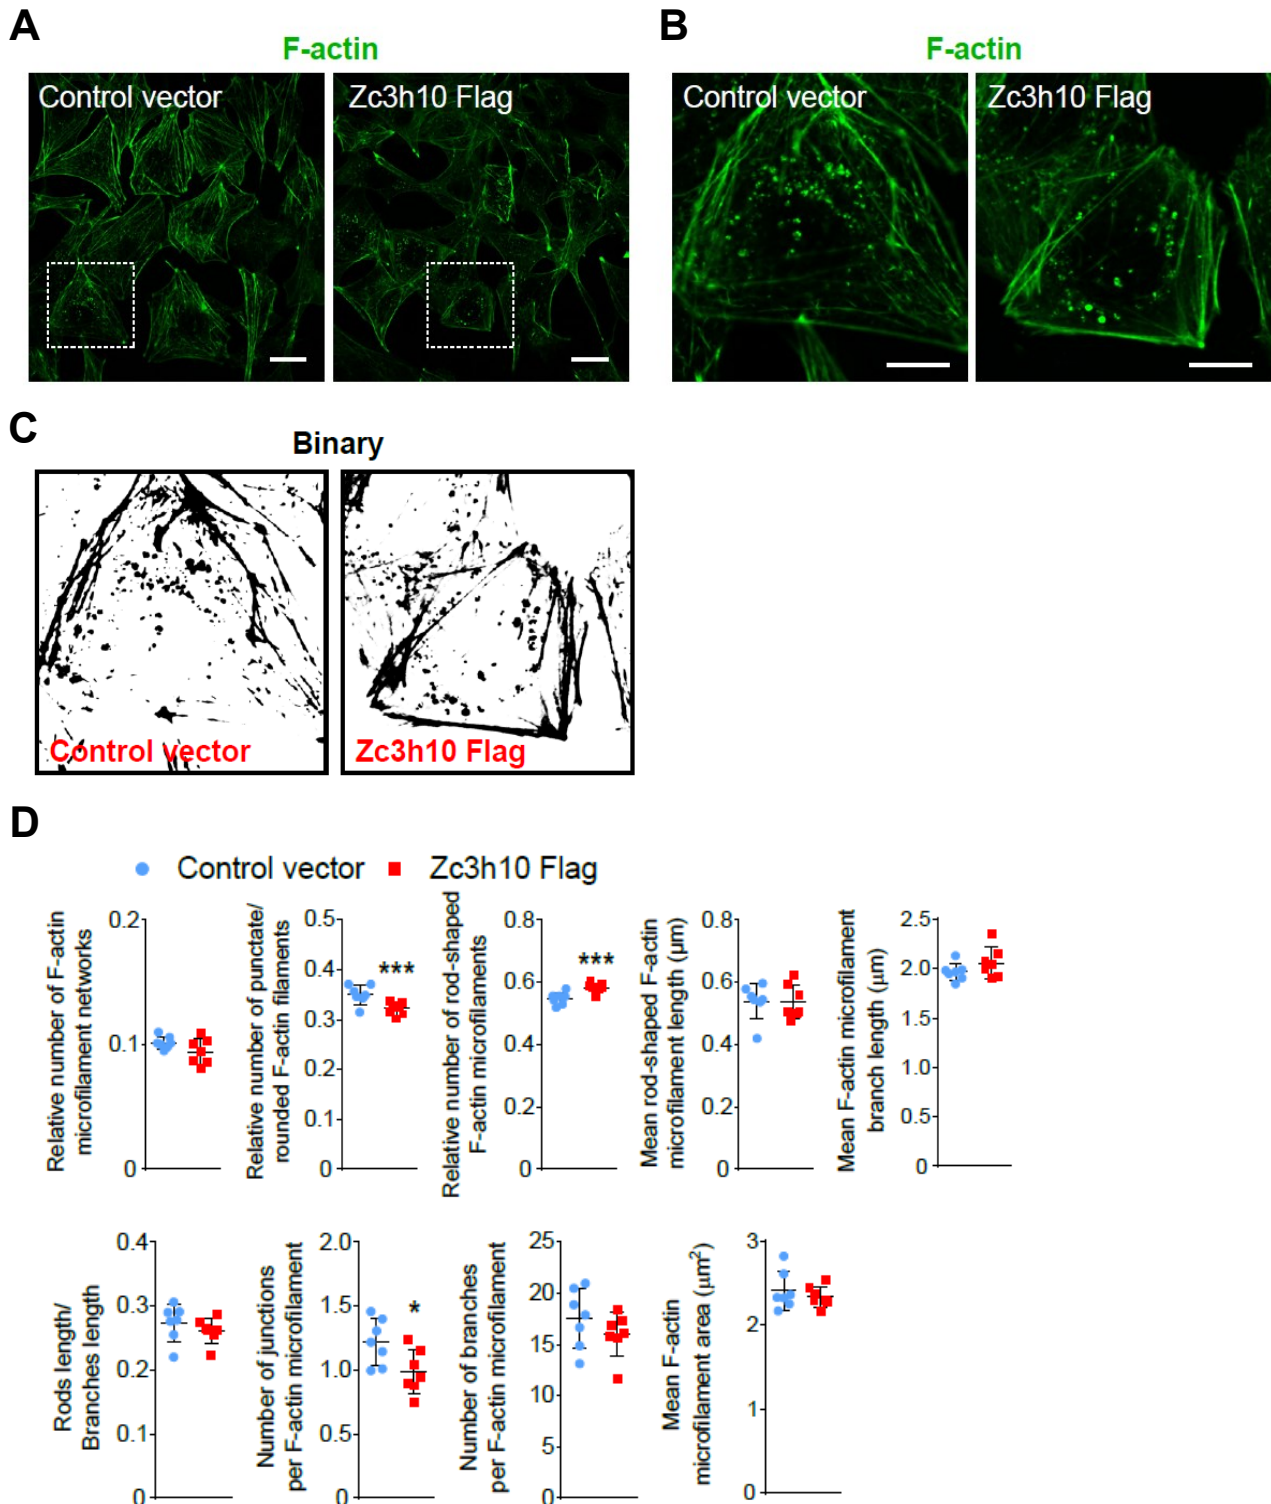 A
F-actin
Control vector
Zc3h10 Flag
B
F-actin
Control vector
Zc3h10 Flag
C
Binary
Control vector
Zc3h10 Flag
D
Control vector
Zc3h10 Flag
Relative number of F-actin
microfilament networks
0.2
0.1
0
Relative number of punctate/
rounded F-actin filaments
0.5
0.4
0.3
0.2
0.1
0
***
Relative number of rod-shaped
F-actin microfilaments
0.8
0.6
0.4
0.2
0
***
Mean rod-shaped F-actin
microfilament length (μm)
0.8
0.6
0.4
0.2
0
Mean F-actin microfilament
branch length (μm)
2.5
2.0
1.5
1.0
0.5
0
Rods length/
Branches length
0.4
0.3
0.2
0.1
0
Number of junctions
per F-actin microfilament
2.0
1.5
1.0
0.5
0
*
Number of branches
per F-actin microfilament
25
20
15
10
5
0
Mean F-actin
microfilament area (μm²)
3
2
1
0